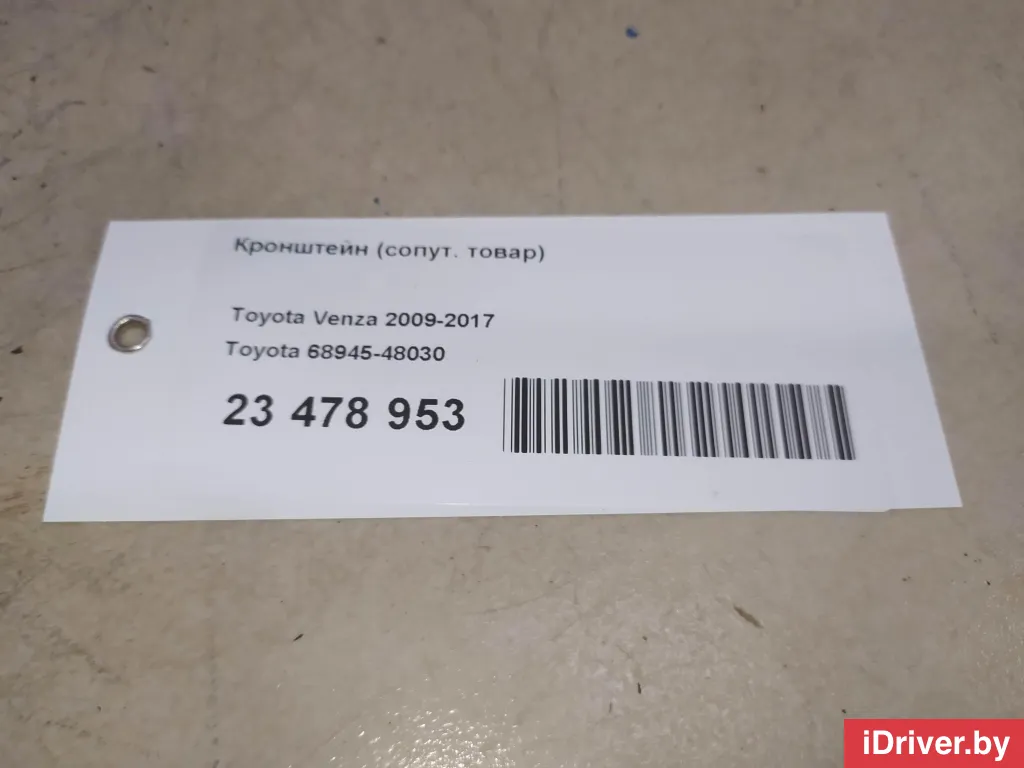 Кронштейн (сопут. товар)
Toyota Venza 2009-2017
Toyota 68945-48030
23 478 953
iDriver.by